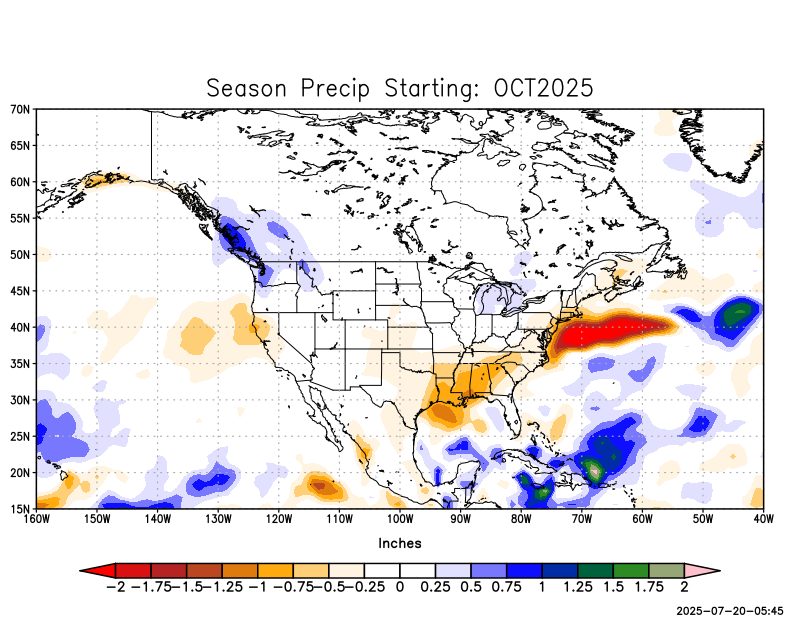 Season Precip Starting: OCT2025
70N
65N
60N
55N
50N
45N
40N
35N
30N
25N
20N
15N
160W 150W 140W 130W 120W 110W 100W 90W 80W 70W 60W 50W 40W
Inches
-2 -1.75 -1.5 -1.25 -1 -0.75 -0.5 -0.25 0 0.25 0.5 0.75 1 1.25 1.5 1.75 2
2025-07-20-05:45